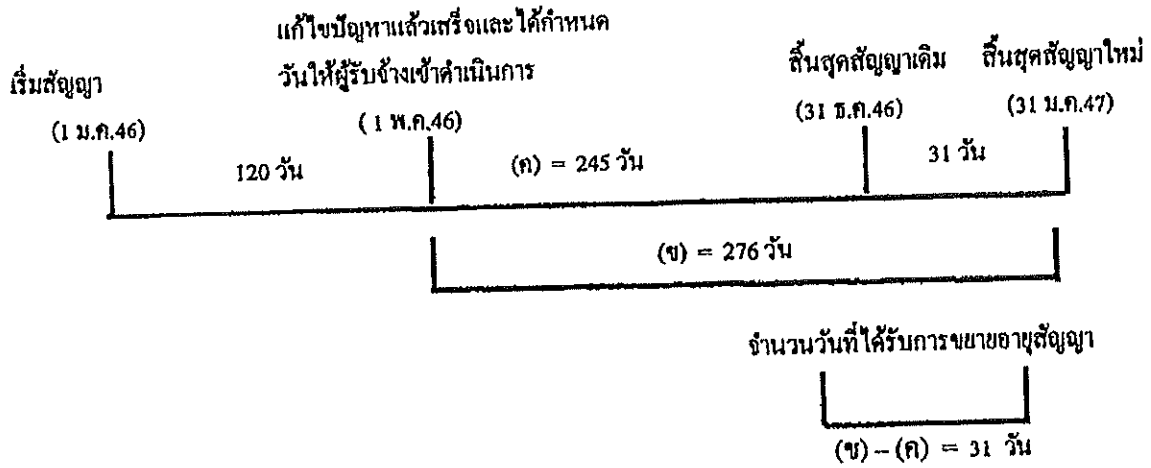 แก้ไขปัญหาแล้วเสร็จและได้กำหนด
วันให้ผู้รับจ้างเข้าดำเนินการ
เริ่มสัญญา
สิ้นสุดสัญญาเดิม
สิ้นสุดสัญญาใหม่
(1 ม.ค.46)
( 1 พ.ค.46)
(31 ธ.ค.46)
(31 ม.ค.47)
120 วัน
(ค) = 245 วัน
31 วัน
(ข) = 276 วัน
จำนวนวันที่ได้รับการขยายอายุสัญญา
(ข) – (ค) = 31 วัน